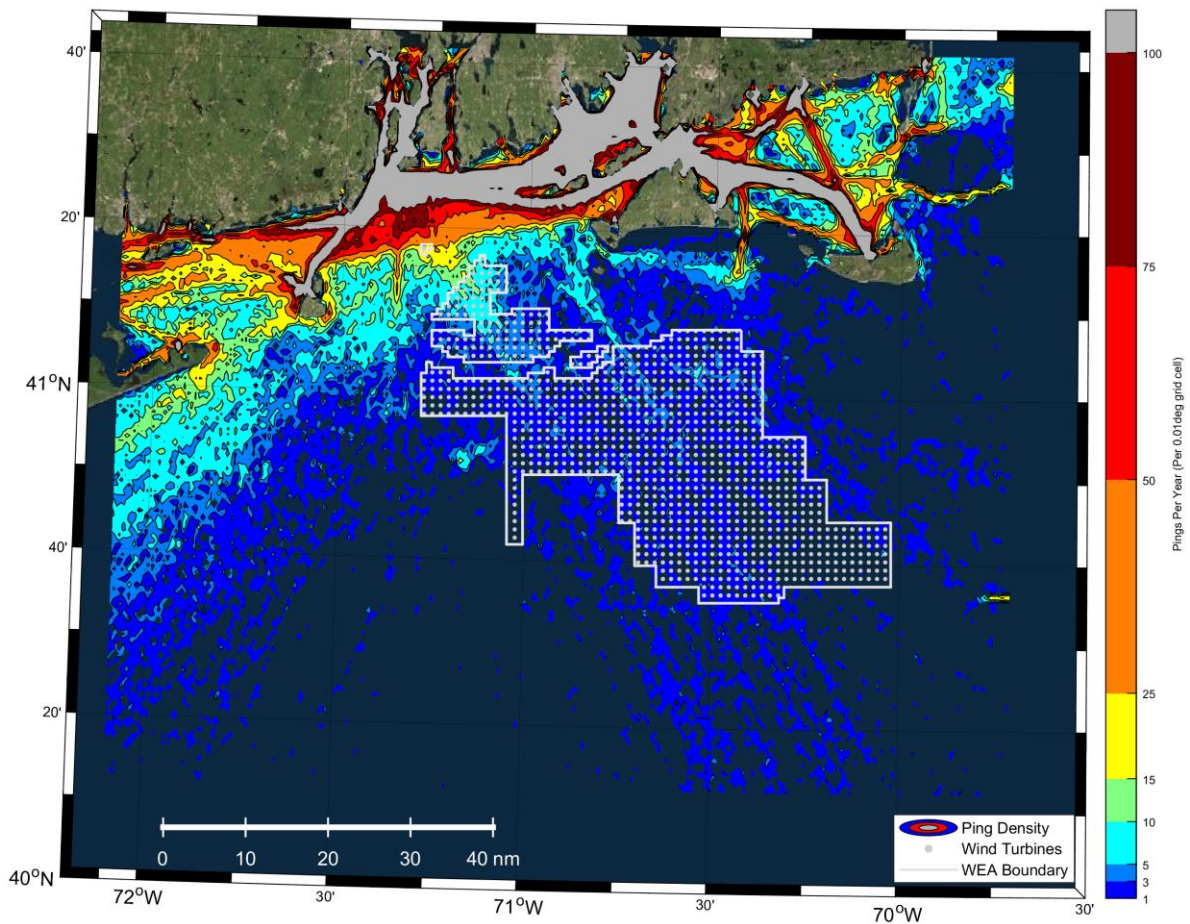 40'
20'
41°N
40'
20'
40°N
72°W
30'
71°W
30'
70°W
30'
0 10 20 30 40 nm
Ping Density
Wind Turbines
WEA Boundary
100
75
50
25
15
10
5
3
1
Pings Per Year (Per 0.01deg grid cell)